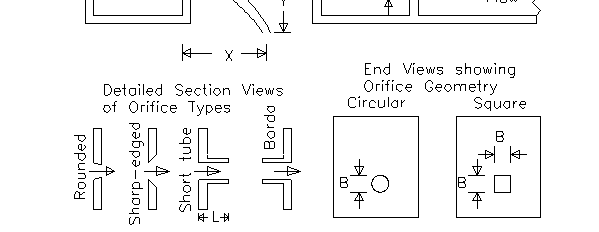 X
Detailed Section Views
of Orifice Types
End Views showing
Orifice Geometry
Circular
Square
Rounded
Sharp-edged
Short tube
Borda
L
B
B
B